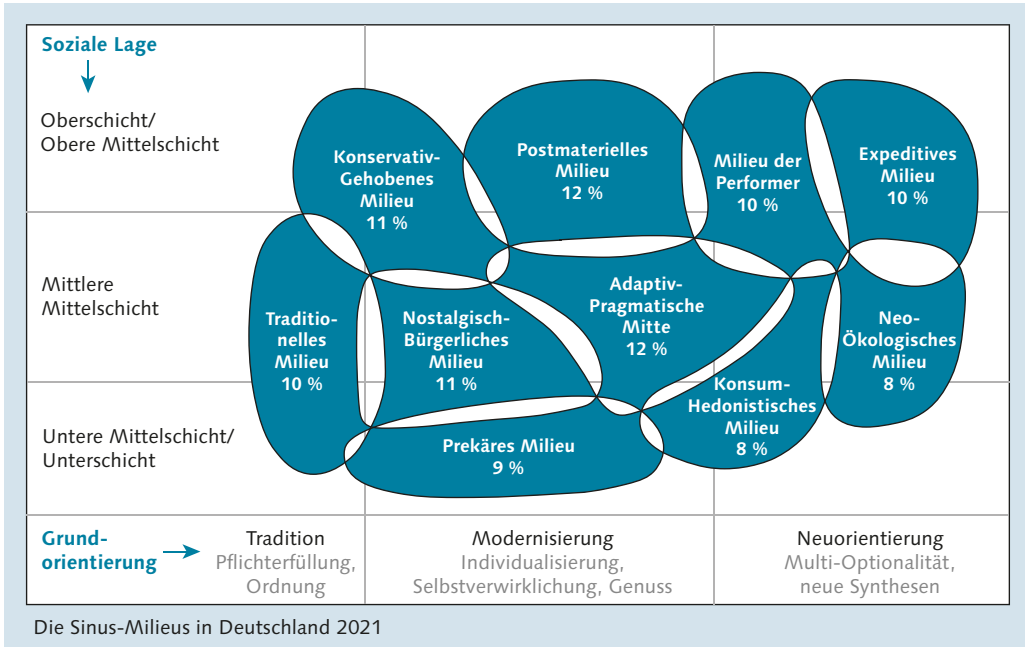 Soziale Lage
Oberschicht/
Obere Mittelschicht
Mittlere
Mittelschicht
Untere Mittelschicht/
Unterschicht
Konservativ-
Gehobenes
Milieu
11 %
Postmaterielles
Milieu
12 %
Milieu der
Performer
10 %
Expeditives
Milieu
10 %
Traditio-
nelles
Milieu
10 %
Nostalgisch-
Bürgerliches
Milieu
11 %
Adaptiv-
Pragmatische
Mitte
12 %
Neo-
Ökologisches
Milieu
8 %
Konsum-
Hedonistisches
Milieu
8 %
Prekäres Milieu
9 %
Grund-
orientierung
Tradition
Pflichterfüllung,
Ordnung
Modernisierung
Individualisierung,
Selbstverwirklichung, Genuss
Neuorientierung
Multi-Optionalität,
neue Synthesen
Die Sinus-Milieus in Deutschland 2021